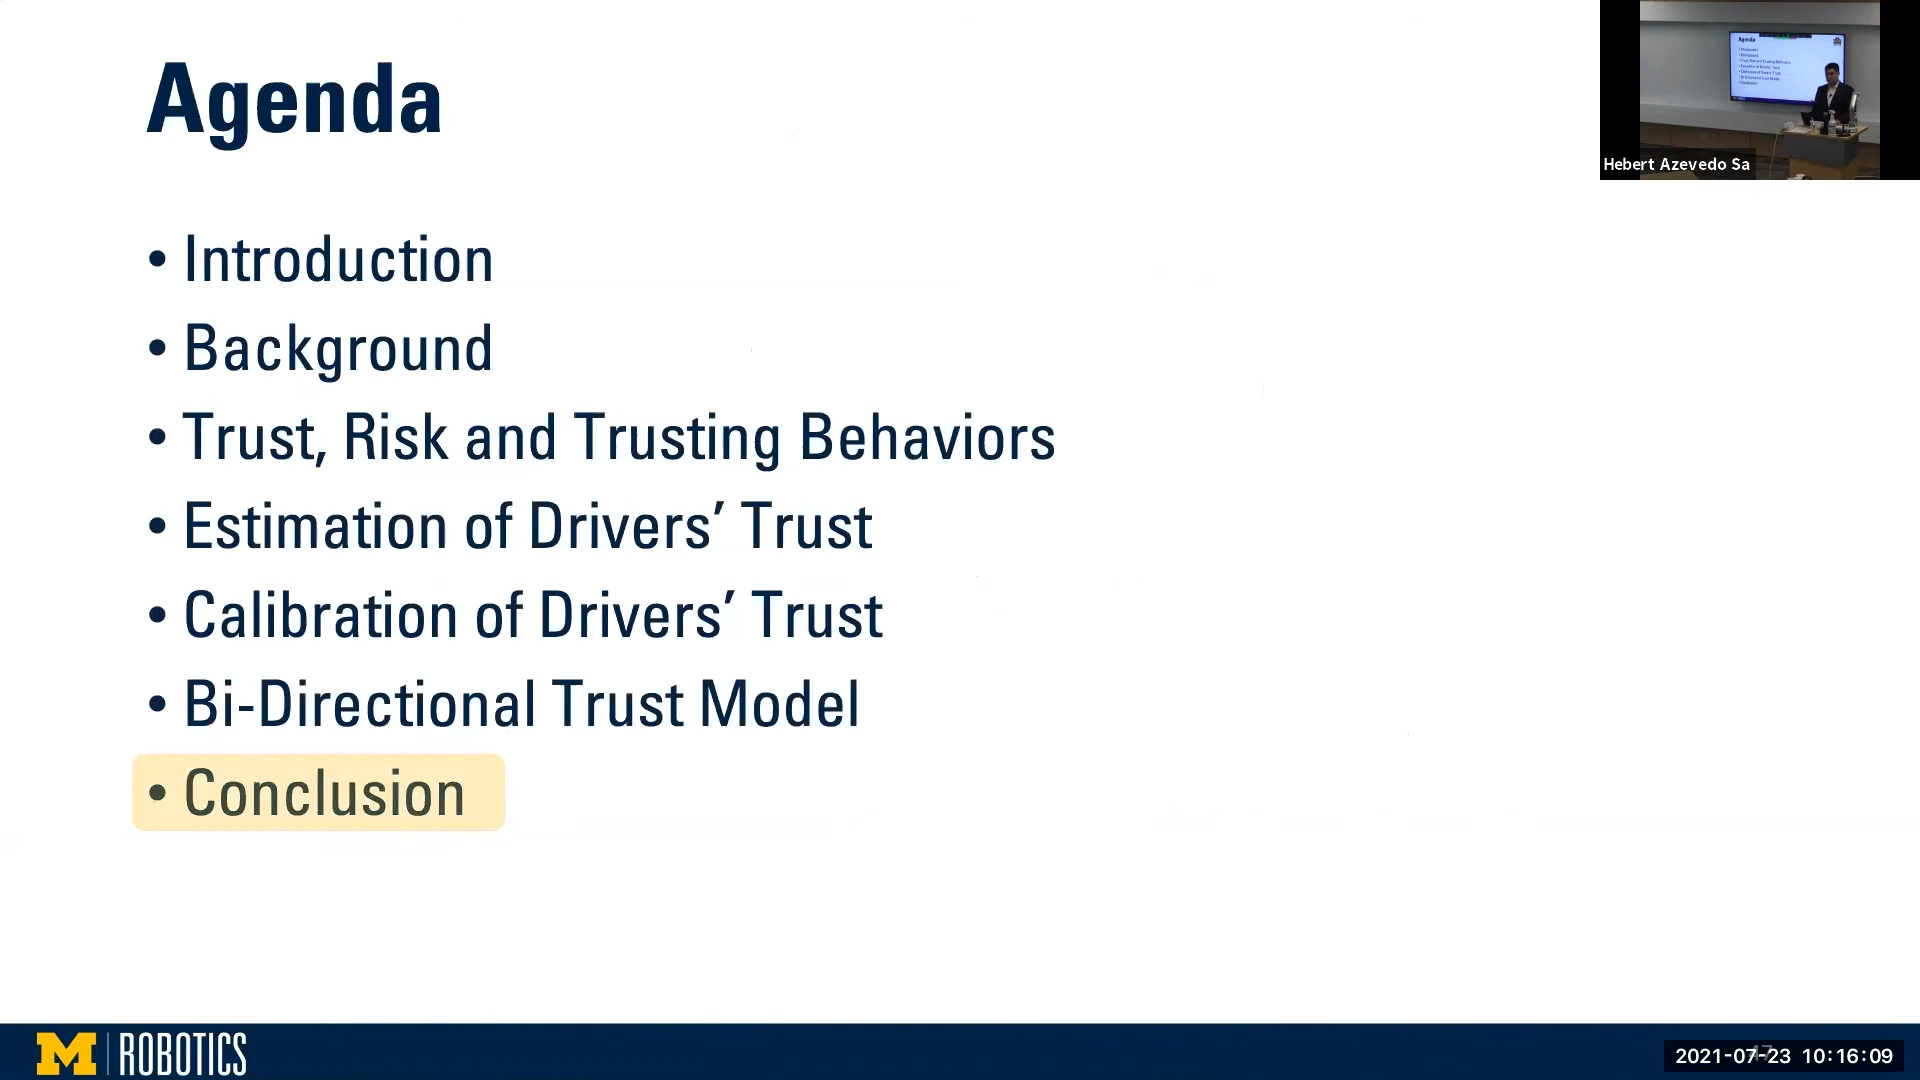 Agenda
• Introduction
• Background
• Trust, Risk and Trusting Behaviors
• Estimation of Drivers’ Trust
• Calibration of Drivers’ Trust
• Bi-Directional Trust Model
• Conclusion
Hebert Azevedo Sa
M | ROBOTICS
2021-07-23 10:16:09